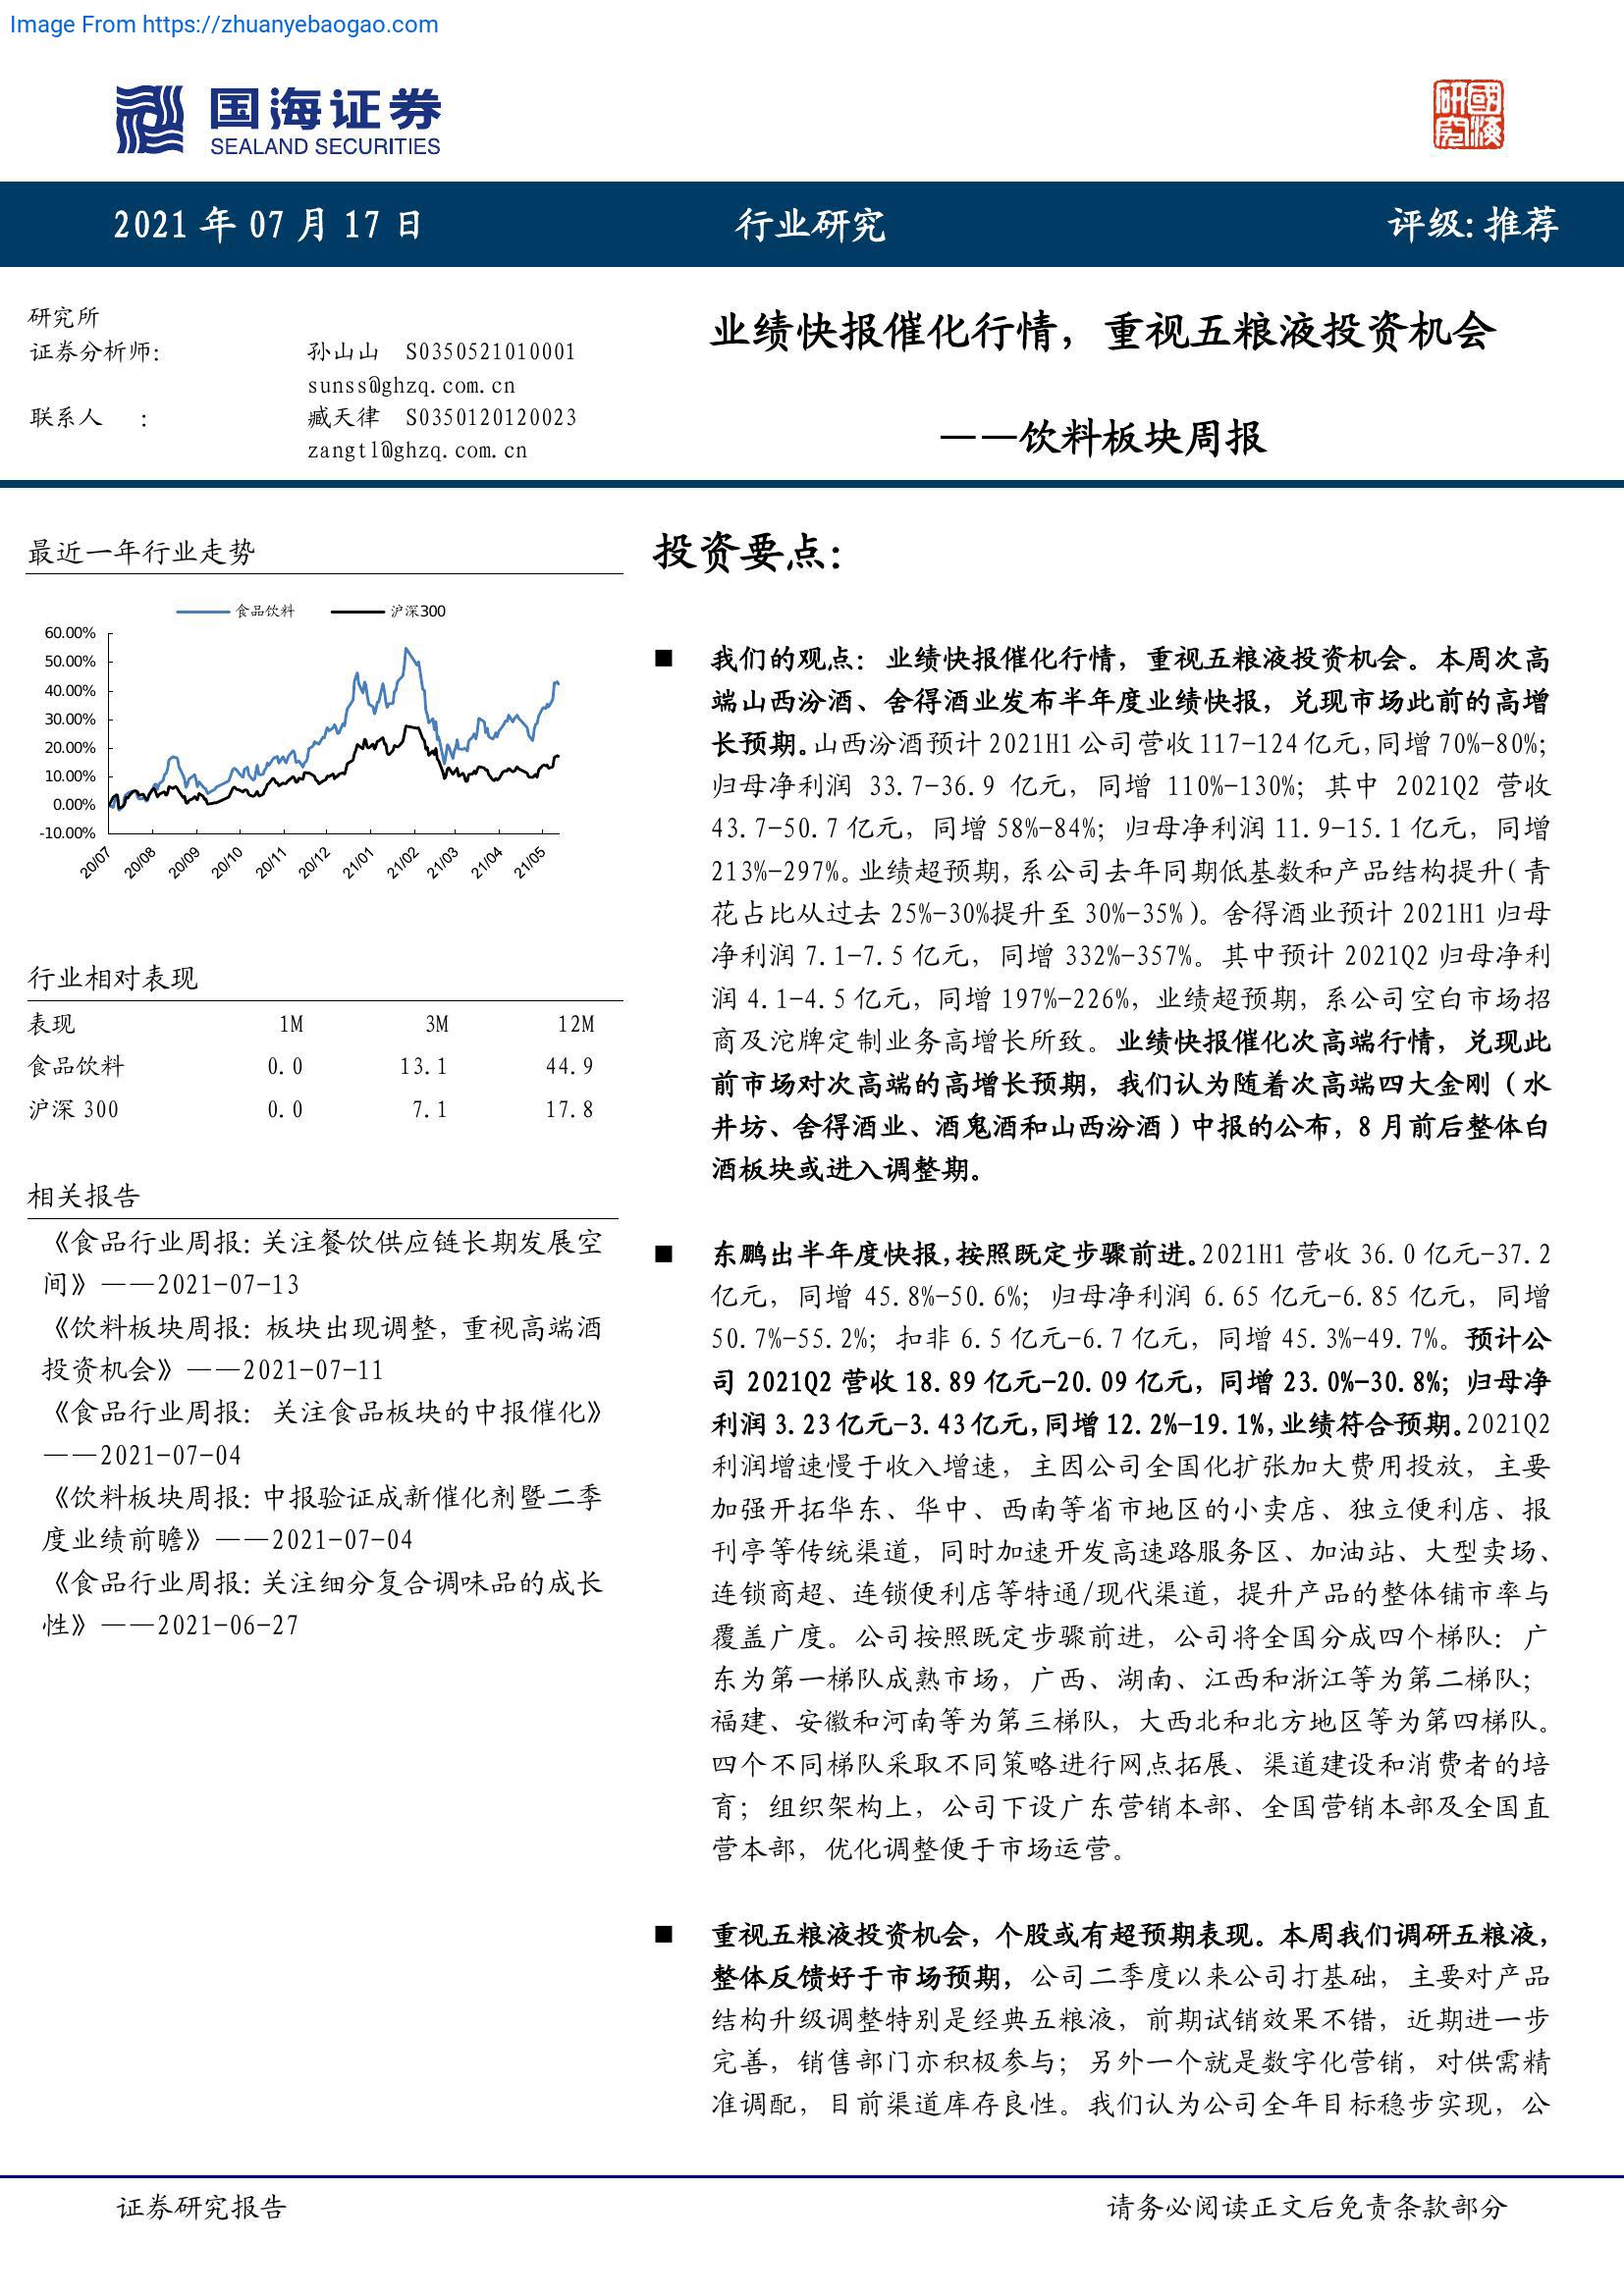 Image From https://zhuanyebaogao.com
国海证券
SEALAND SECURITIES
研究
國海
2021 年 07 月 17 日
行业研究
评级：推荐
研究所
证券分析师：
孙山山 S0350521010001
sunss@ghzq.com.cn
联系人 ：
臧天律 S0350120120023
zangtl@ghzq.com.cn
业绩快报催化行情，重视五粮液投资机会
——饮料板块周报
最近一年行业走势
食品饮料
沪深300
60.00%
50.00%
40.00%
30.00%
20.00%
10.00%
0.00%
-10.00%
20/07
20/08
20/09
20/10
20/11
20/12
21/01
21/02
21/03
21/04
21/05
行业相对表现
表现 1M 3M 12M
食品饮料 0.0 13.1 44.9
沪深 300 0.0 7.1 17.8
相关报告
《食品行业周报：关注餐饮供应链长期发展空
间》——2021-07-13
《饮料板块周报：板块出现调整，重视高端酒
投资机会》——2021-07-11
《食品行业周报：关注食品板块的中报催化》
——2021-07-04
《饮料板块周报：中报验证成新催化剂暨二季
度业绩前瞻》——2021-07-04
《食品行业周报：关注细分复合调味品的成长
性》——2021-06-27
投资要点：
■ 我们的观点：业绩快报催化行情，重视五粮液投资机会。本周次高
端山西汾酒、舍得酒业发布半年度业绩快报，兑现市场此前的高增
长预期。山西汾酒预计 2021H1 公司营收 117-124 亿元，同增 70%-80%；
归母净利润 33.7-36.9 亿元，同增 110%-130%；其中 2021Q2 营收
43.7-50.7 亿元，同增 58%-84%；归母净利润 11.9-15.1 亿元，同增
213%-297%。业绩超预期，系公司去年同期低基数和产品结构提升（青
花占比从过去 25%-30%提升至 30%-35%）。舍得酒业预计 2021H1 归母
净利润 7.1-7.5 亿元，同增 332%-357%。其中预计 2021Q2 归母净利
润 4.1-4.5 亿元，同增 197%-226%，业绩超预期，系公司空白市场招
商及沱牌定制业务高增长所致。业绩快报催化次高端行情，兑现此
前市场对次高端的高增长预期，我们认为随着次高端四大金刚（水
井坊、舍得酒业、酒鬼酒和山西汾酒）中报的公布，8 月前后整体白
酒板块或进入调整期。
■ 东鹏出半年度快报，按照既定步骤前进。2021H1 营收 36.0 亿元-37.2
亿元，同增 45.8%-50.6%；归母净利润 6.65 亿元-6.85 亿元，同增
50.7%-55.2%；扣非 6.5 亿元-6.7 亿元，同增 45.3%-49.7%。预计公
司 2021Q2 营收 18.89 亿元-20.09 亿元，同增 23.0%-30.8%；归母净
利润 3.23 亿元-3.43 亿元，同增 12.2%-19.1%，业绩符合预期。2021Q2
利润增速慢于收入增速，主因公司全国化扩张加大费用投放，主要
加强开拓华东、华中、西南等省市地区的小卖店、独立便利店、报
刊亭等传统渠道，同时加速开发高速路服务区、加油站、大型卖场、
连锁商超、连锁便利店等特通/现代渠道，提升产品的整体铺市率与
覆盖广度。公司按照既定步骤前进，公司将全国分成四个梯队：广
东为第一梯队成熟市场，广西、湖南、江西和浙江等为第二梯队；
福建、安徽和河南等为第三梯队，大西北和北方地区等为第四梯队。
四个不同梯队采取不同策略进行网点拓展、渠道建设和消费者的培
育；组织架构上，公司下设广东营销本部、全国营销本部及全国直
营本部，优化调整便于市场运营。
■ 重视五粮液投资机会，个股或有超预期表现。本周我们调研五粮液，
整体反馈好于市场预期，公司二季度以来公司打基础，主要对产品
结构升级调整特别是经典五粮液，前期试销效果不错，近期进一步
完善，销售部门亦积极参与；另外一个就是数字化营销，对供需精
准调配，目前渠道库存良性。我们认为公司全年目标稳步实现，公
证券研究报告
请务必阅读正文后免责条款部分